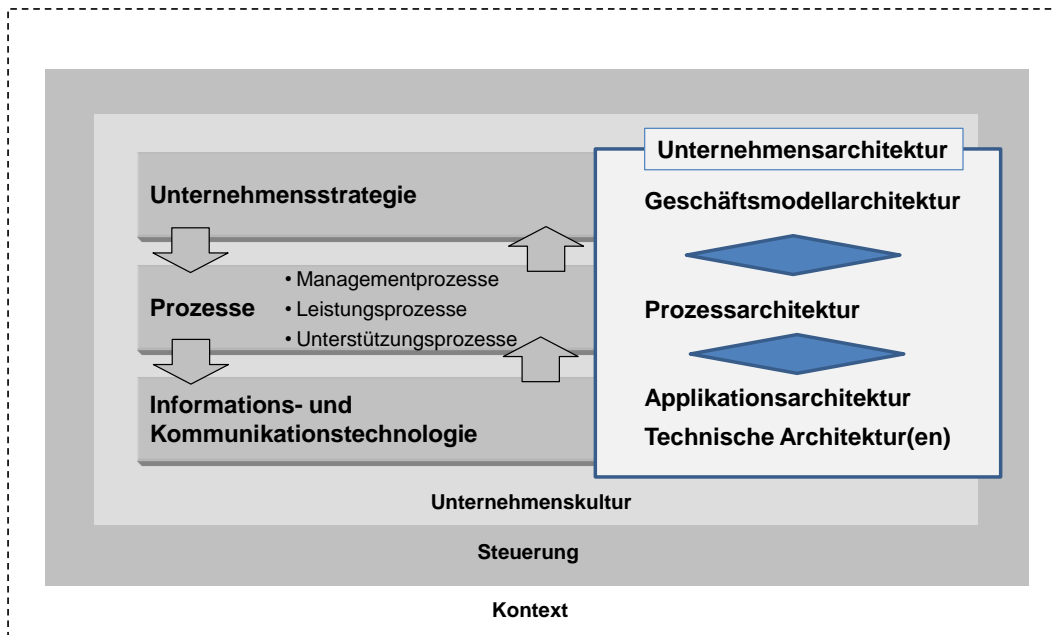 Unternehmensarchitektur
Unternehmensstrategie
Geschäftsmodellarchitektur
Prozesse
• Managementprozesse
• Leistungsprozesse
• Unterstützungsprozesse
Prozessarchitektur
Informations- und
Kommunikationstechnologie
Applikationsarchitektur
Technische Architektur(en)
Unternehmenskultur
Steuerung
Kontext